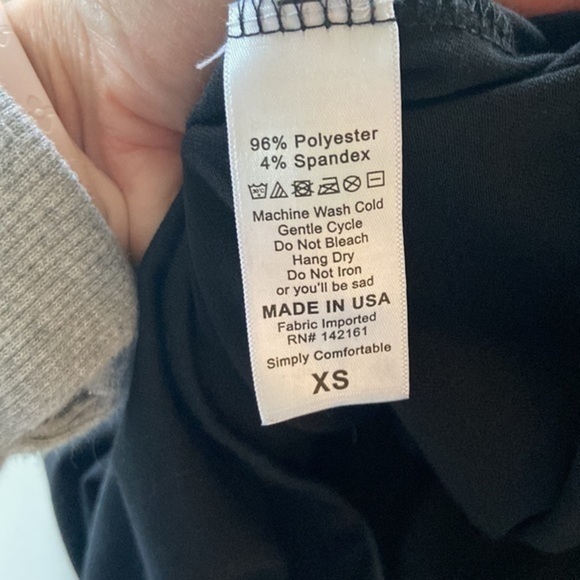 96% Polyester
4% Spandex
Machine Wash Cold
Gentle Cycle
Do Not Bleach
Hang Dry
Do Not Iron
or you'll be sad
MADE IN USA
Fabric Imported
RN# 142161
Simply Comfortable
XS